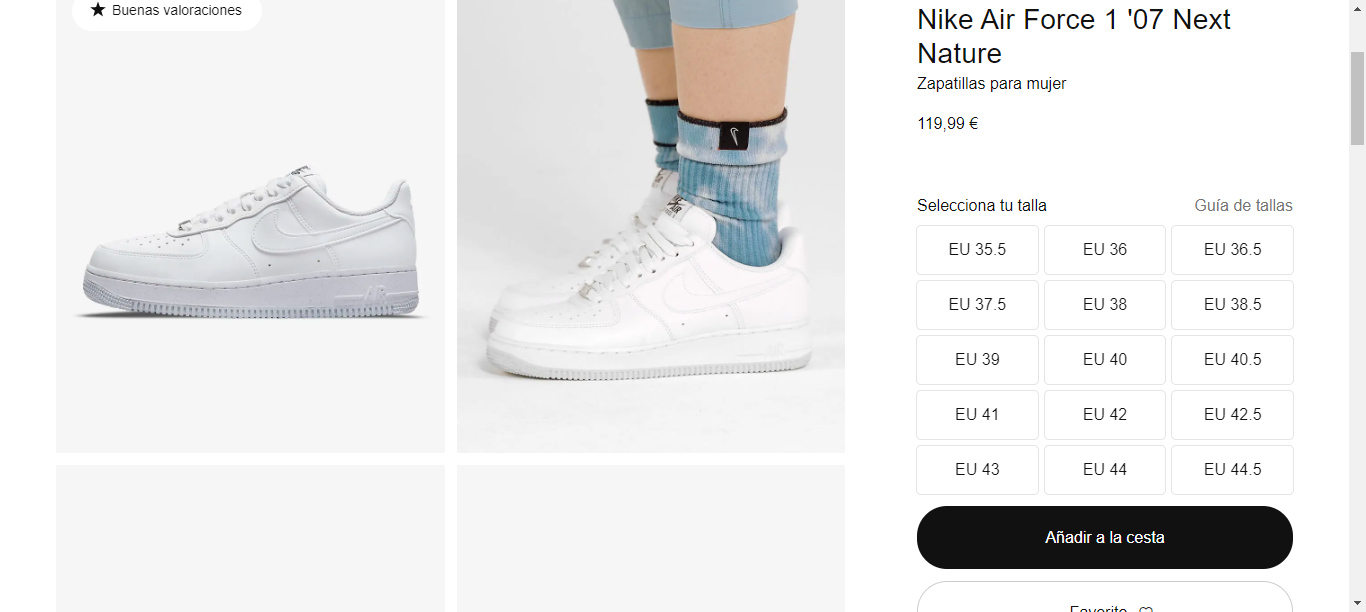 Buenas valoraciones
Nike Air Force 1 '07 Next
Nature
Zapatillas para mujer
119,99 €
Selecciona tu talla
Guía de tallas
EU 35.5
EU 36
EU 36.5
EU 37.5
EU 38
EU 38.5
EU 39
EU 40
EU 40.5
EU 41
EU 42
EU 42.5
EU 43
EU 44
EU 44.5
Añadir a la cesta
Favorito